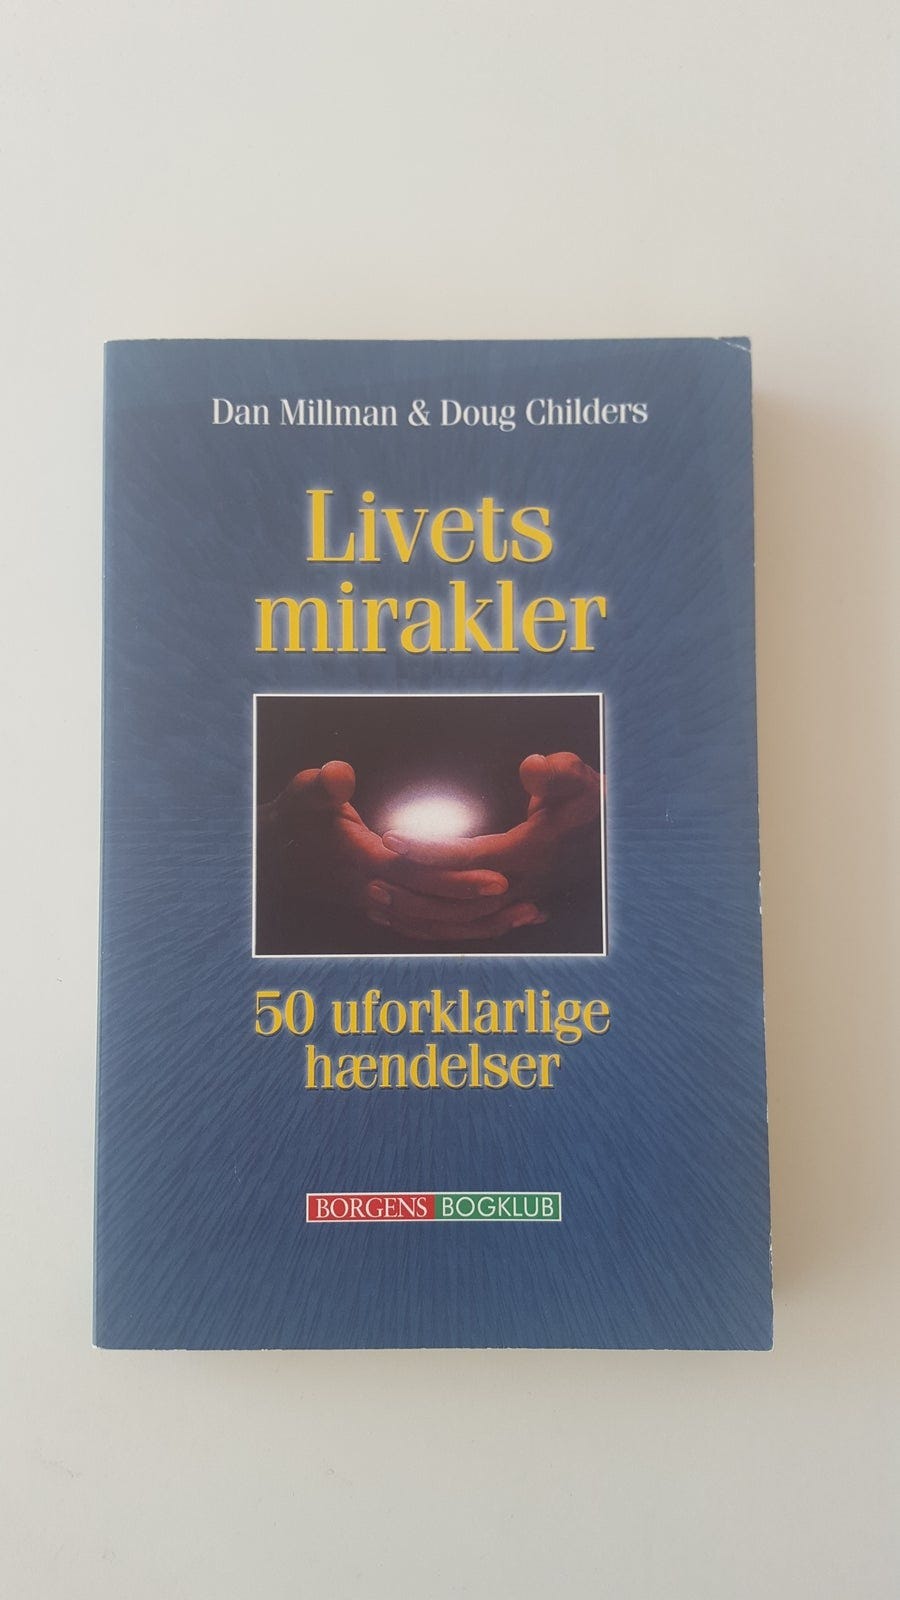 Dan Millman & Doug Childers
Livets
mirakler
50 uforklarlige
hændelser
BORGENS BOGKLUB